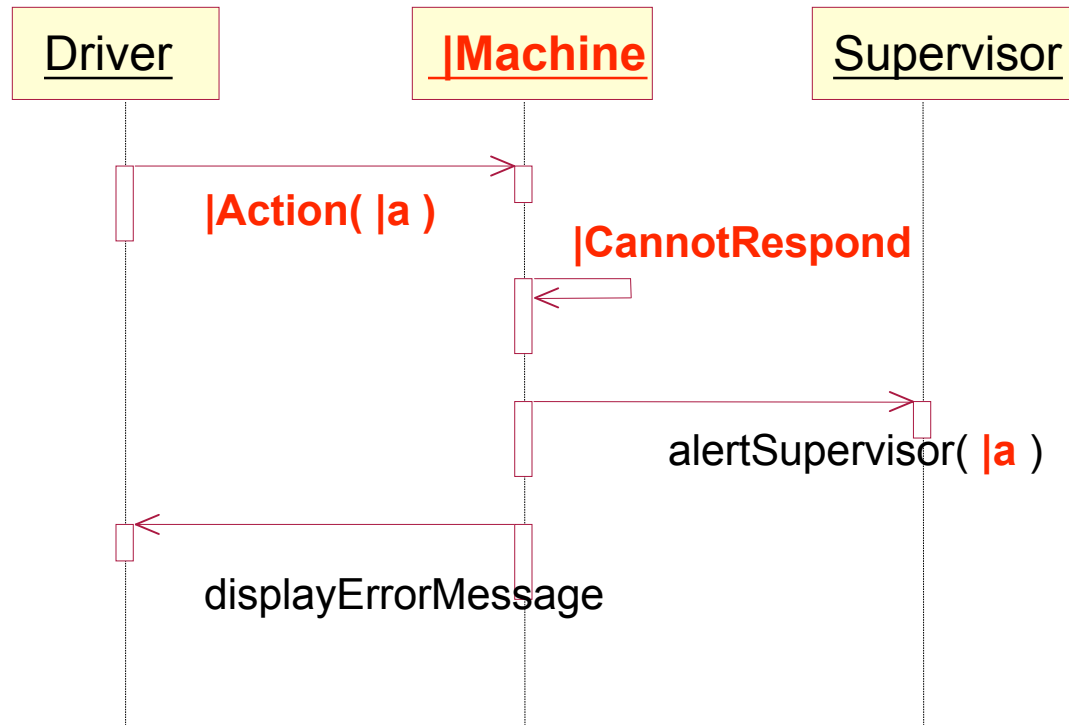 Driver
|Machine
Supervisor
|Action( |a )
|CannotRespond
alertSupervisor( |a )
displayErrorMessage